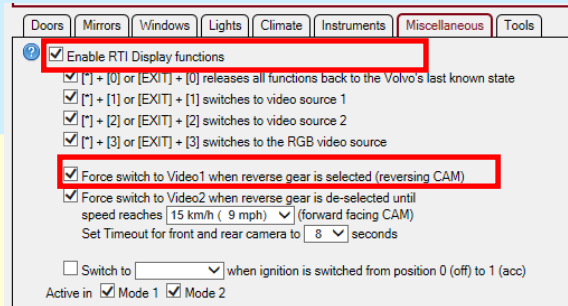 Doors Mirrors Windows Lights Climate Instruments Miscellaneous Tools
? Enable RTI Display functions
[*] + [0] or [EXIT] + [0] releases all functions back to the Volvo's last known state
[*] + [1] or [EXIT] + [1] switches to video source 1
[*] + [2] or [EXIT] + [2] switches to video source 2
[*] + [3] or [EXIT] + [3] switches to the RGB video source
Force switch to Video1 when reverse gear is selected (reversing CAM)
Force switch to Video2 when reverse gear is de-selected until
speed reaches 15 km/h ( 9 mph) (forward facing CAM)
Set Timeout for front and rear camera to 8 seconds
Switch to when ignition is switched from position 0 (off) to 1 (acc)
Active in Mode 1 Mode 2